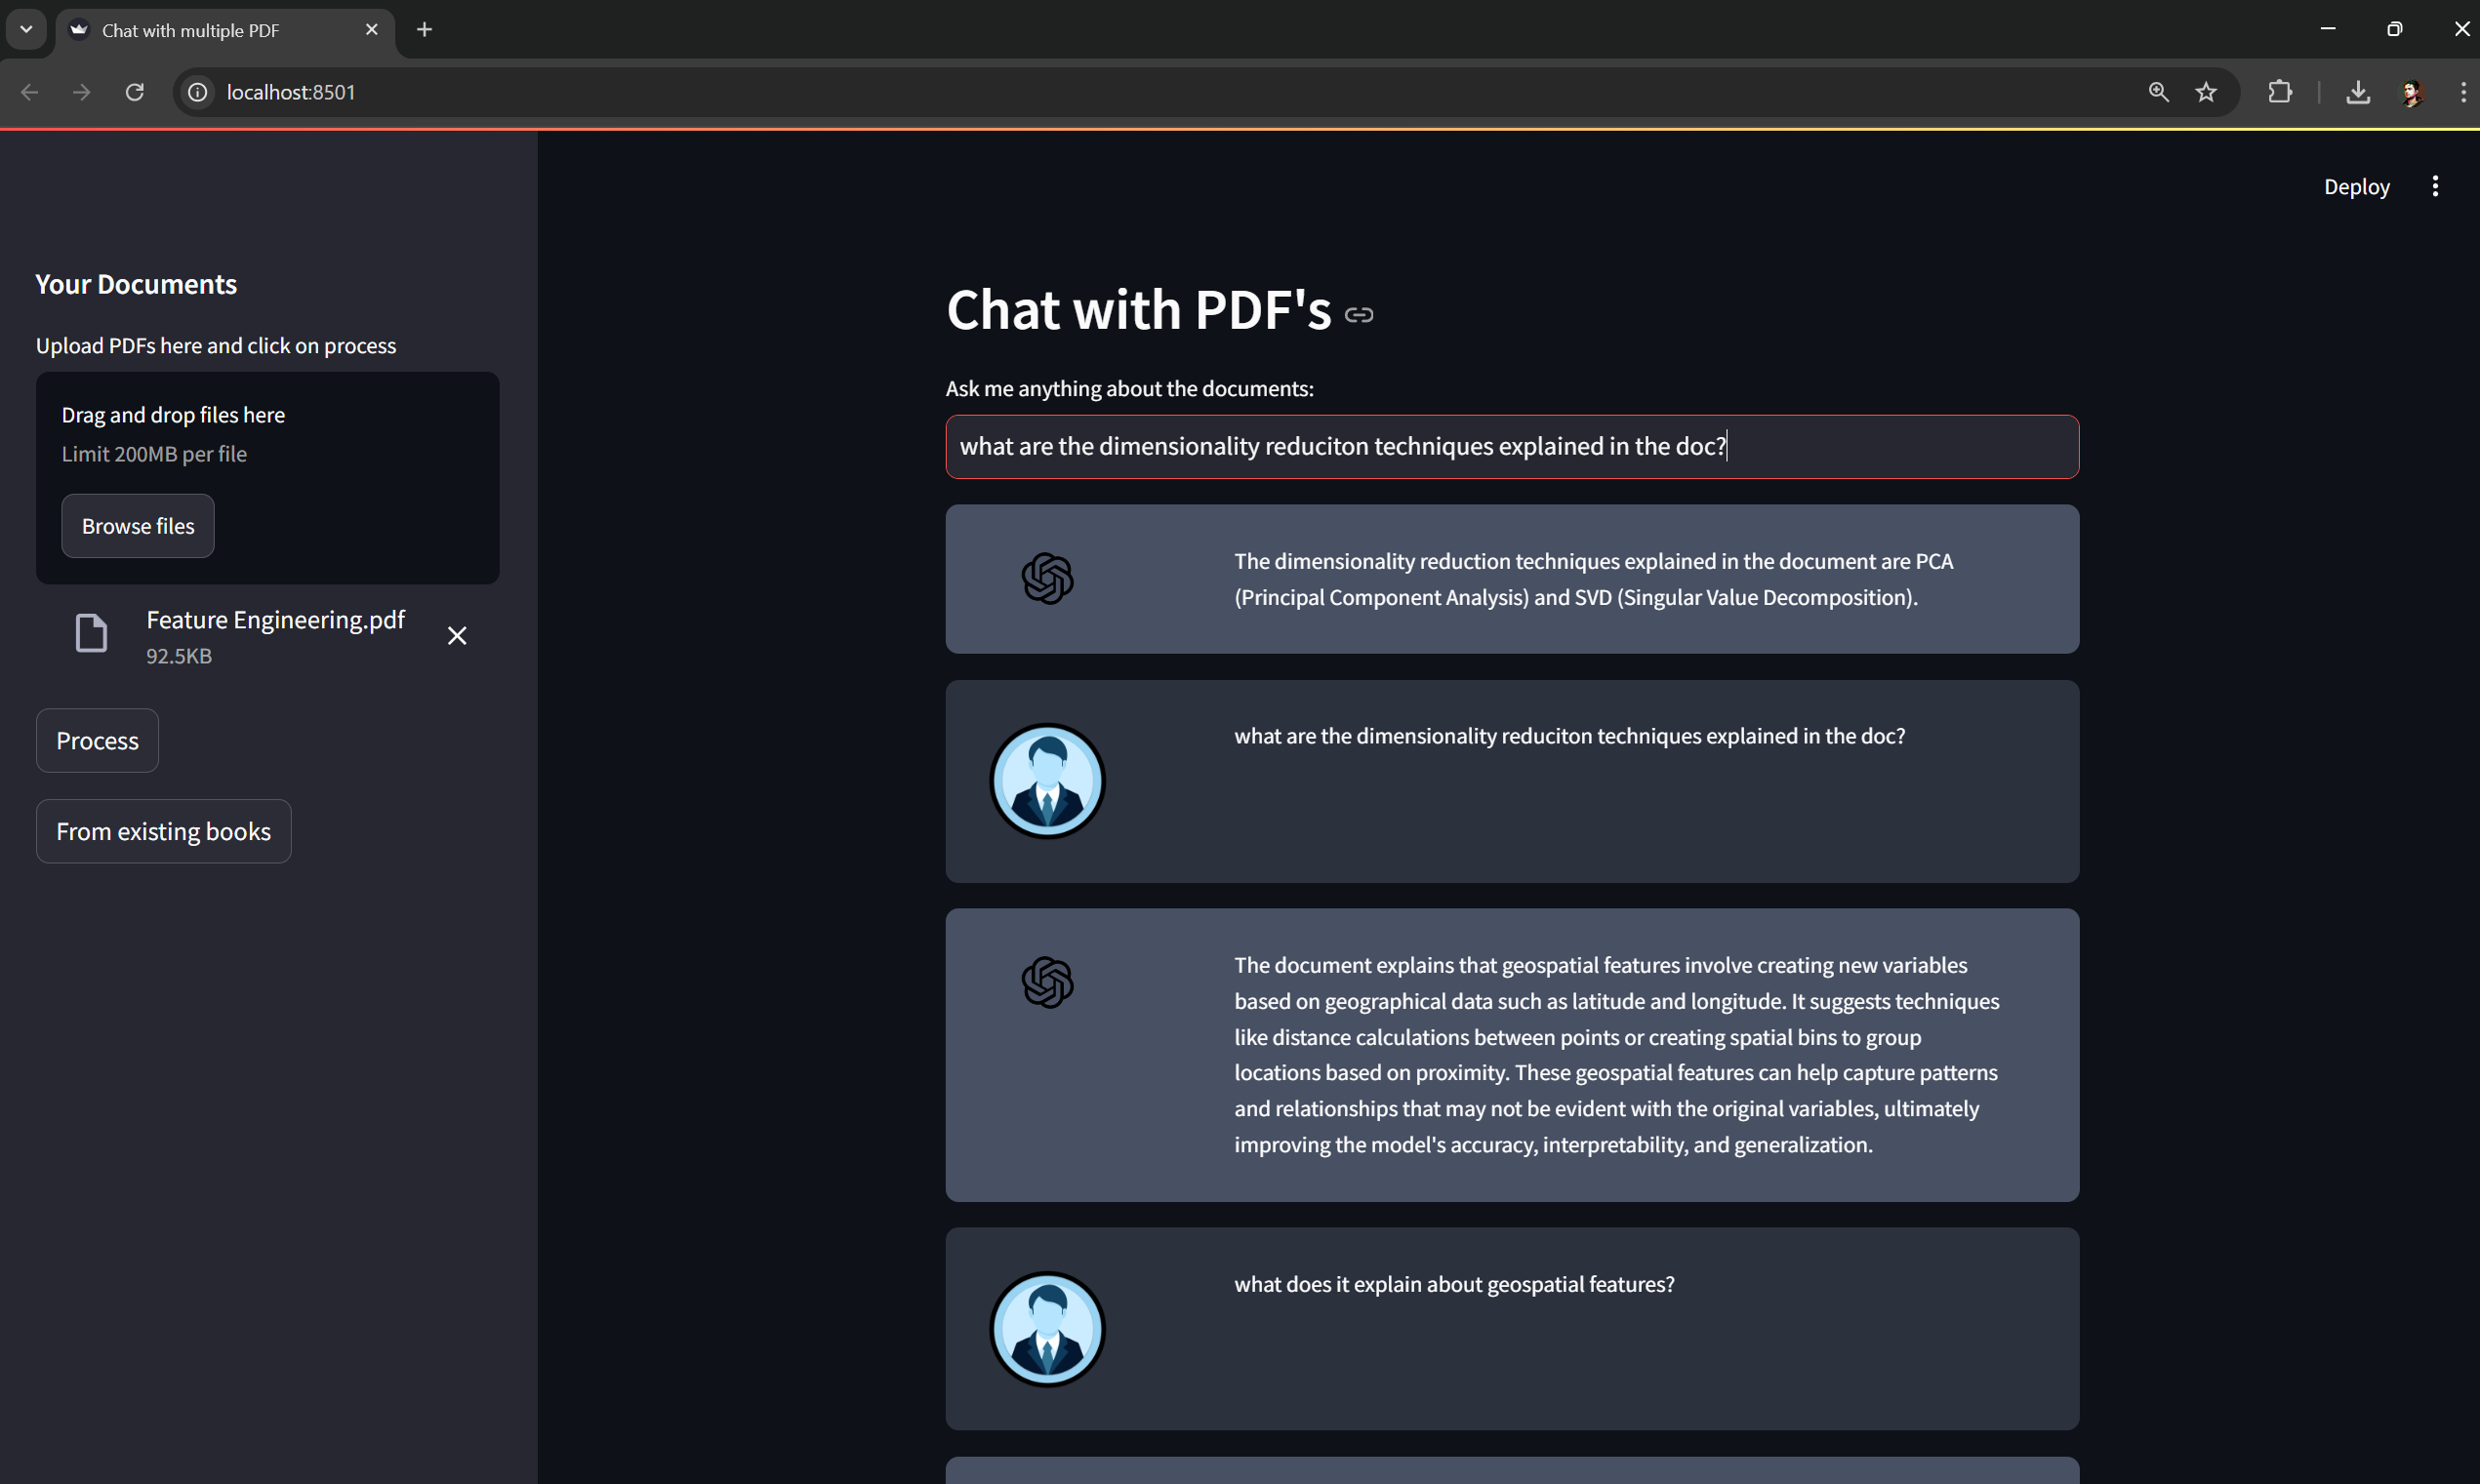 Chat with multiple PDF
localhost:8501
Deploy
Your Documents
Upload PDFs here and click on process
Drag and drop files here
Limit 200MB per file
Browse files
Feature Engineering.pdf
92.5KB
Process
From existing books
Chat with PDF's
Ask me anything about the documents:
what are the dimensionality reduciton techniques explained in the doc?
The dimensionality reduction techniques explained in the document are PCA
(Principal Component Analysis) and SVD (Singular Value Decomposition).
what are the dimensionality reduciton techniques explained in the doc?
The document explains that geospatial features involve creating new variables
based on geographical data such as latitude and longitude. It suggests techniques
like distance calculations between points or creating spatial bins to group
locations based on proximity. These geospatial features can help capture patterns
and relationships that may not be evident with the original variables, ultimately
improving the model's accuracy, interpretability, and generalization.
what does it explain about geospatial features?